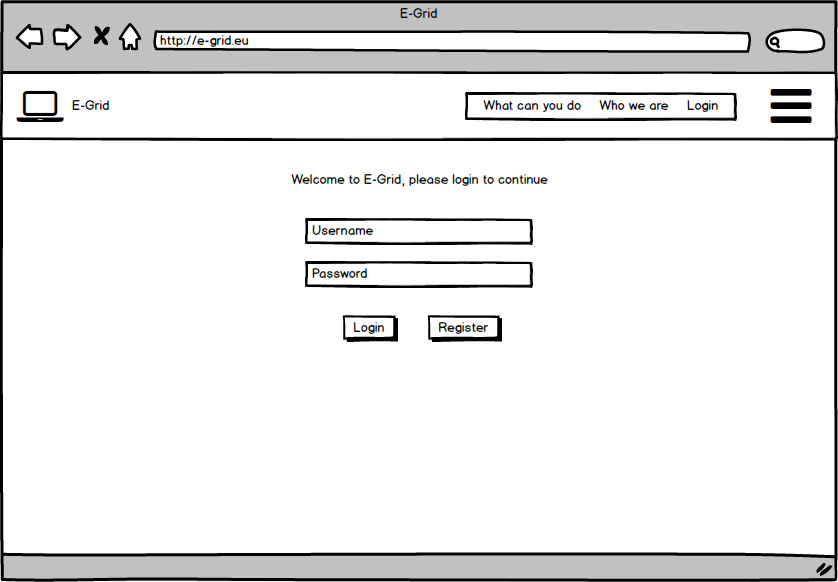 E-Grid
http://e-grid.eu
E-Grid
What can you do Who we are Login
Welcome to E-Grid, please login to continue
Username
Password
Login Register